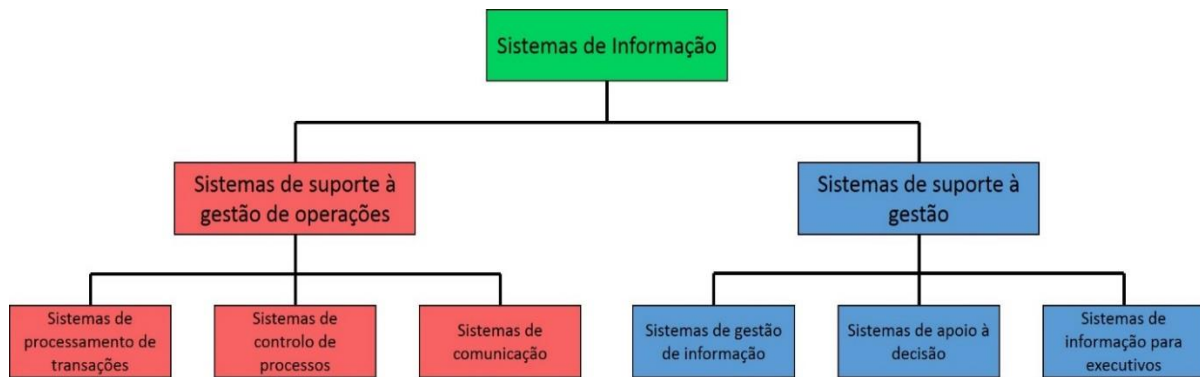 Sistemas de Informação
Sistemas de suporte à
gestão de operações
Sistemas de suporte à
gestão
Sistemas de
processamento de
transações
Sistemas de
controlo de
processos
Sistemas de
comunicação
Sistemas de gestão
de informação
Sistemas de apoio à
decisão
Sistemas de
informação para
executivos